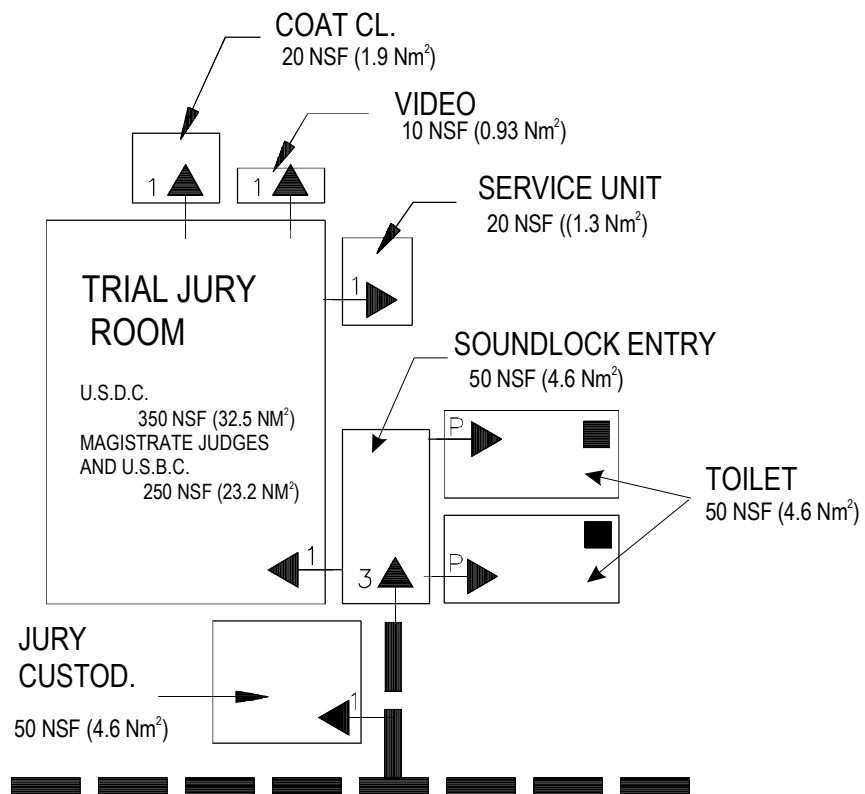 COAT CL.
20 NSF (1.9 Nm²)
VIDEO
10 NSF (0.93 Nm²)
1
1
SERVICE UNIT
20 NSF ((1.3 Nm²)
1
TRIAL JURY
ROOM
U.S.D.C.
350 NSF (32.5 NM²)
MAGISTRATE JUDGES
AND U.S.B.C.
250 NSF (23.2 NM²)
SOUNDLOCK ENTRY
50 NSF (4.6 Nm²)
P
TOILET
50 NSF (4.6 Nm²)
1
3
P
JURY
CUSTOD.
50 NSF (4.6 Nm²)
1